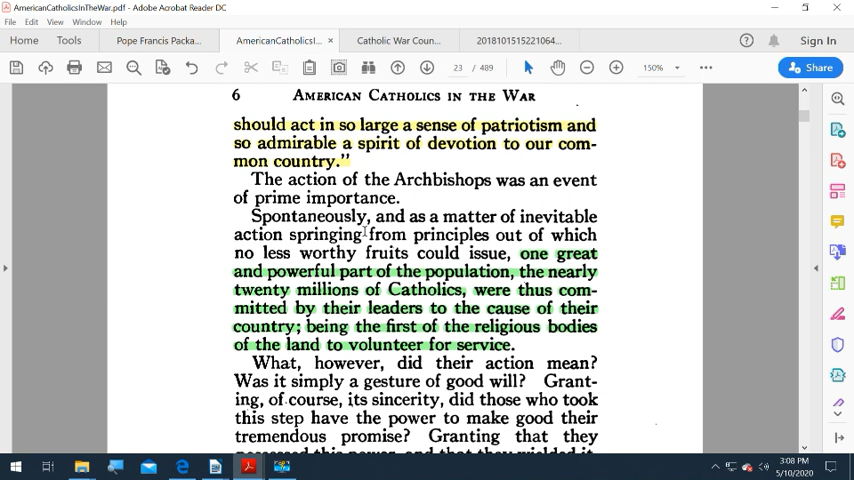 AmericanCatholicsInTheWar.pdf - Adobe Acrobat Reader DC
File Edit View Window Help
Home Tools Pope Francis Packa... AmericanCatholicsI... × Catholic War Coun... 2018101515221064... Sign In
23 / 489 150% Share
6 AMERICAN CATHOLICS IN THE WAR
should act in so large a sense of patriotism and
so admirable a spirit of devotion to our com-
mon country."
The action of the Archbishops was an event
of prime importance.
Spontaneously, and as a matter of inevitable
action springing from principles out of which
no less worthy fruits could issue, one great
and powerful part of the population, the nearly
twenty millions of Catholics, were thus com-
mitted by their leaders to the cause of their
country; being the first of the religious bodies
of the land to volunteer for service.
What, however, did their action mean?
Was it simply a gesture of good will? Grant-
ing, of course, its sincerity, did those who took
this step have the power to make good their
tremendous promise? Granting that they
possessed this power, and that they yielded it,
3:08 PM
5/10/2020